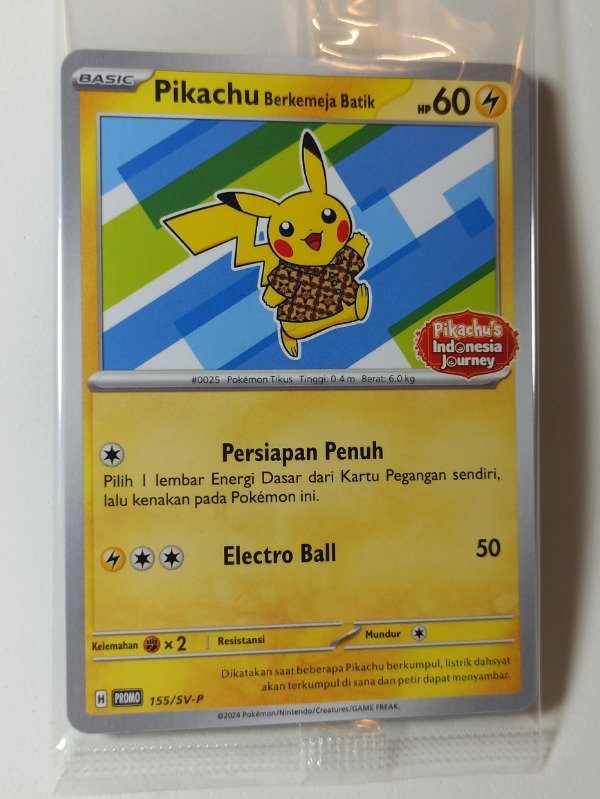 BASIC
Pikachu Berkemeja Batik HP 60
Pikachu's
Indonesia
Journey
#0025 Pokémon Tikus Tinggi 0.4 m Berat: 6.0 kg
Persiapan Penuh
Pilih 1 lembar Energi Dasar dari Kartu Pegangan sendiri,
lalu kenakan pada Pokémon ini.
Electro Ball 50
Kelemahan × 2 Resistansi Mundur
Dikatakan saat beberapa Pikachu berkumpul, listrik dahsyat
akan terkumpul di sana dan petir dapat menyambar.
H PROMO 155/SV-P
©2024 Pokémon/Nintendo/Creatures/GAME FREAK.